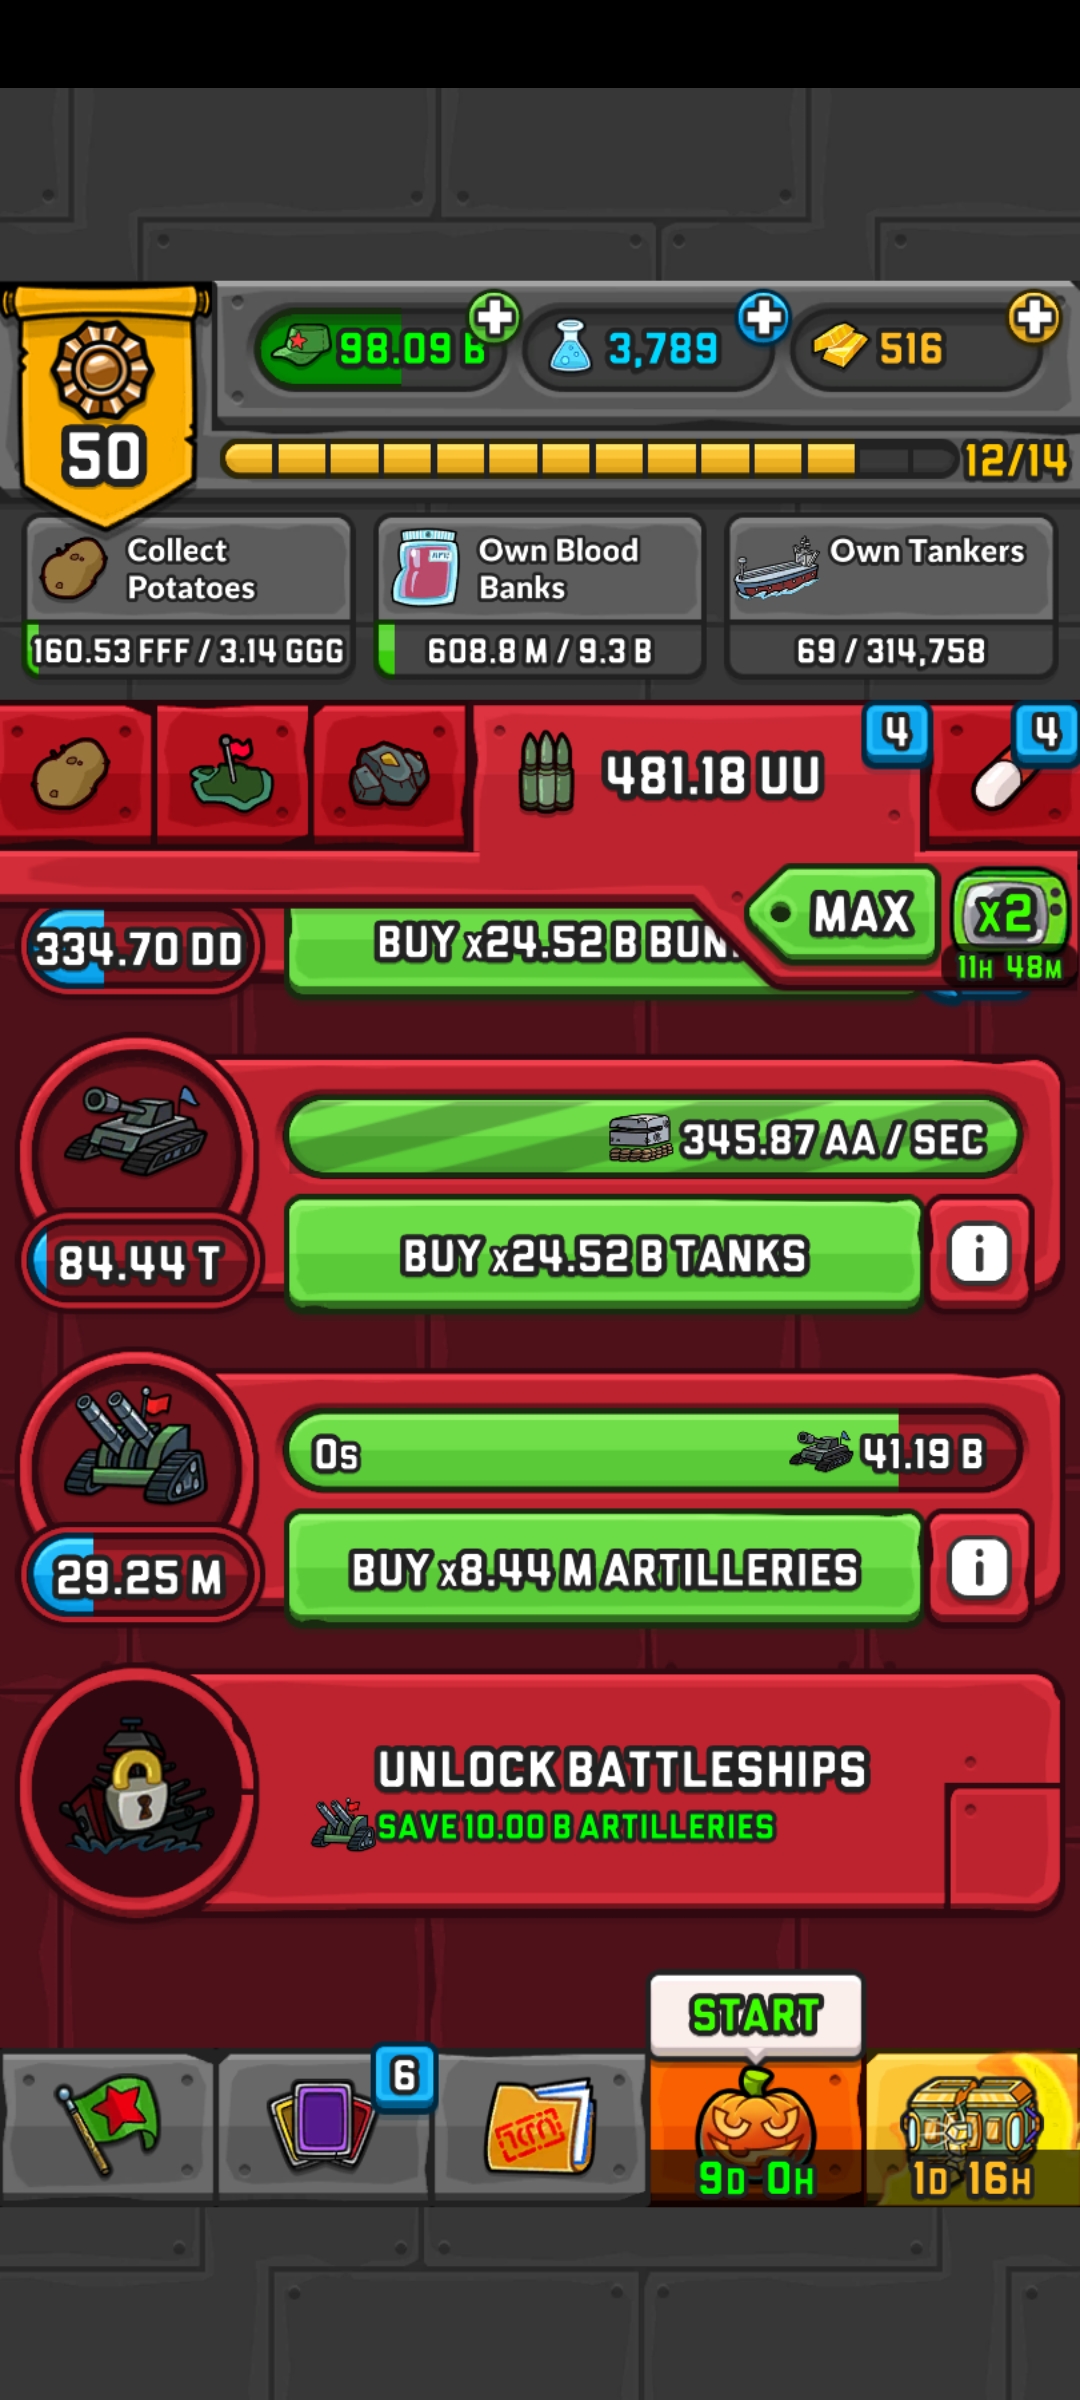 98.09 B
3,789
516
50
12/14
Collect
Potatoes
160.53 FFF / 3.14 GGG
Own Blood
Banks
608.8 M / 9.3 B
Own Tankers
69 / 314,758
481.18 UU
4
4
MAX
x2
11H 48M
334.70 DD
BUY x24.52 B BUN
345.87 AA / SEC
84.44 T
BUY x24.52 B TANKS
i
0s
41.19 B
29.25 M
BUY x8.44 M ARTILLERIES
i
UNLOCK BATTLESHIPS
SAVE 10.00 B ARTILLERIES
START
6
9D 0H
1D 16H